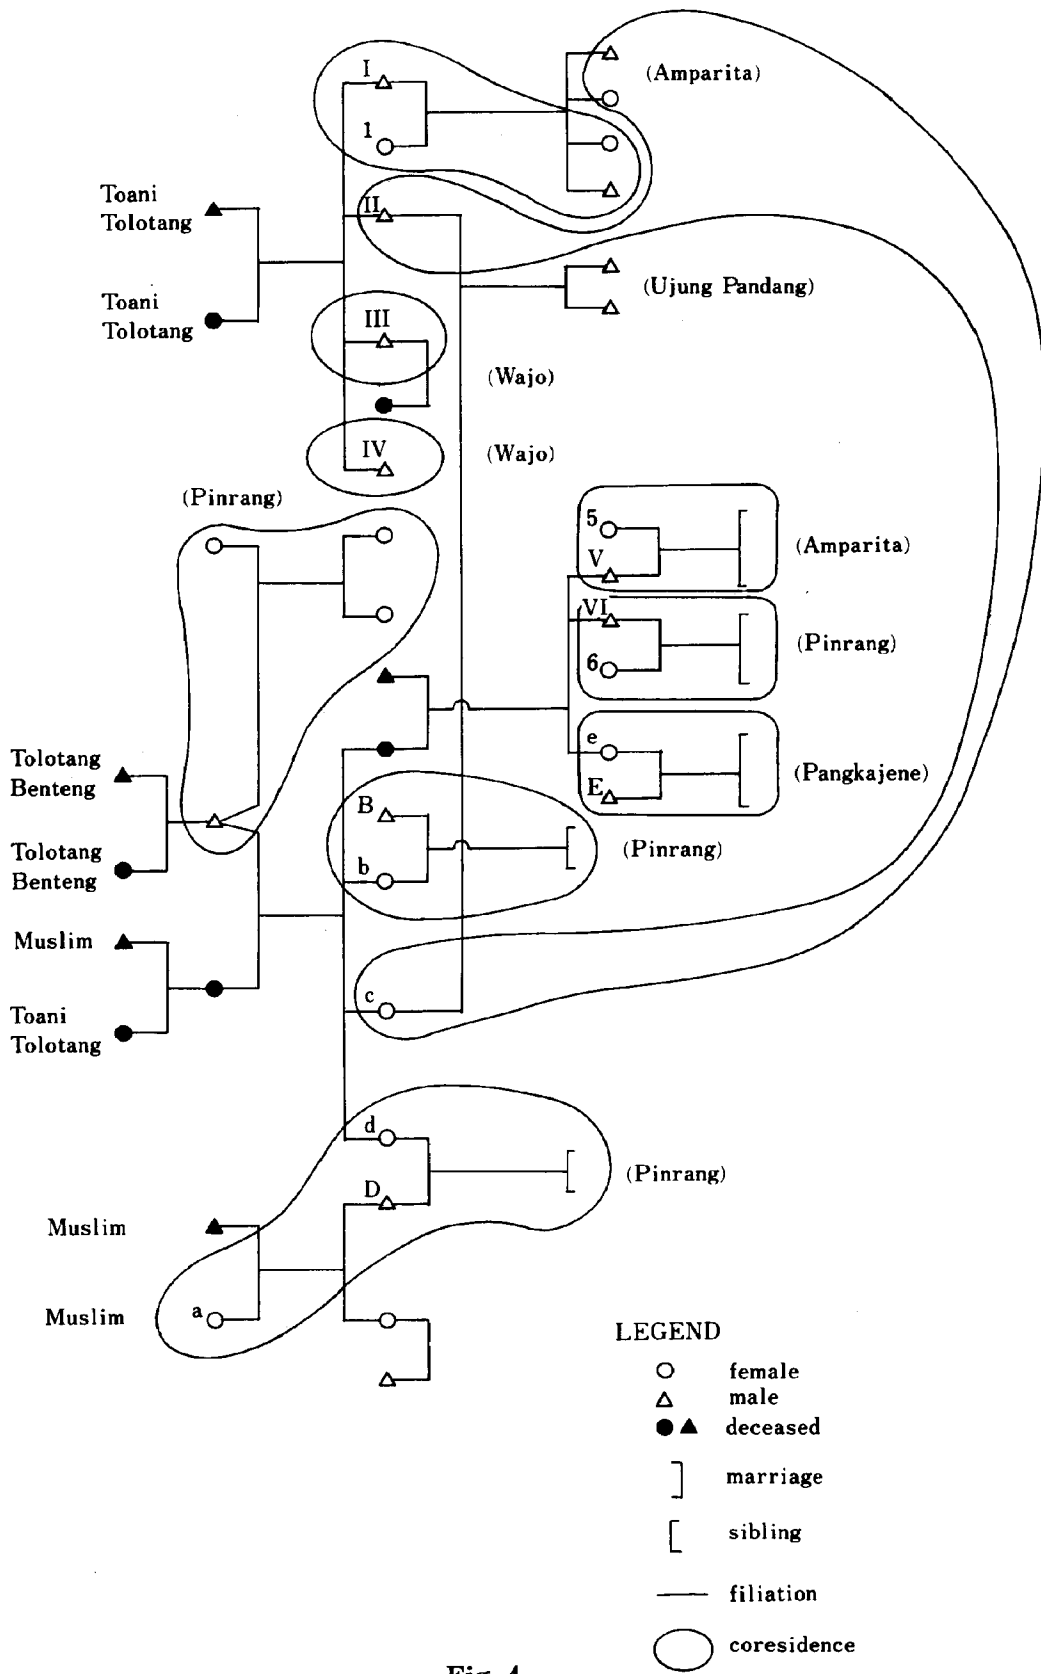 I
(Amparita)
1
Toani
Tolotang
II
(Ujung Pandang)
Toani
Tolotang
III
(Wajo)
IV
(Wajo)
(Pinrang)
5
(Amparita)
V
VI
(Pinrang)
6
e
Tolotang
Benteng
(Pangkajene)
E
B
(Pinrang)
Tolotang
Benteng
b
Muslim
c
Toani
Tolotang
d
(Pinrang)
D
Muslim
a
Muslim
LEGEND
female
male
deceased
marriage
sibling
filiation
coresidence
Fig. 4